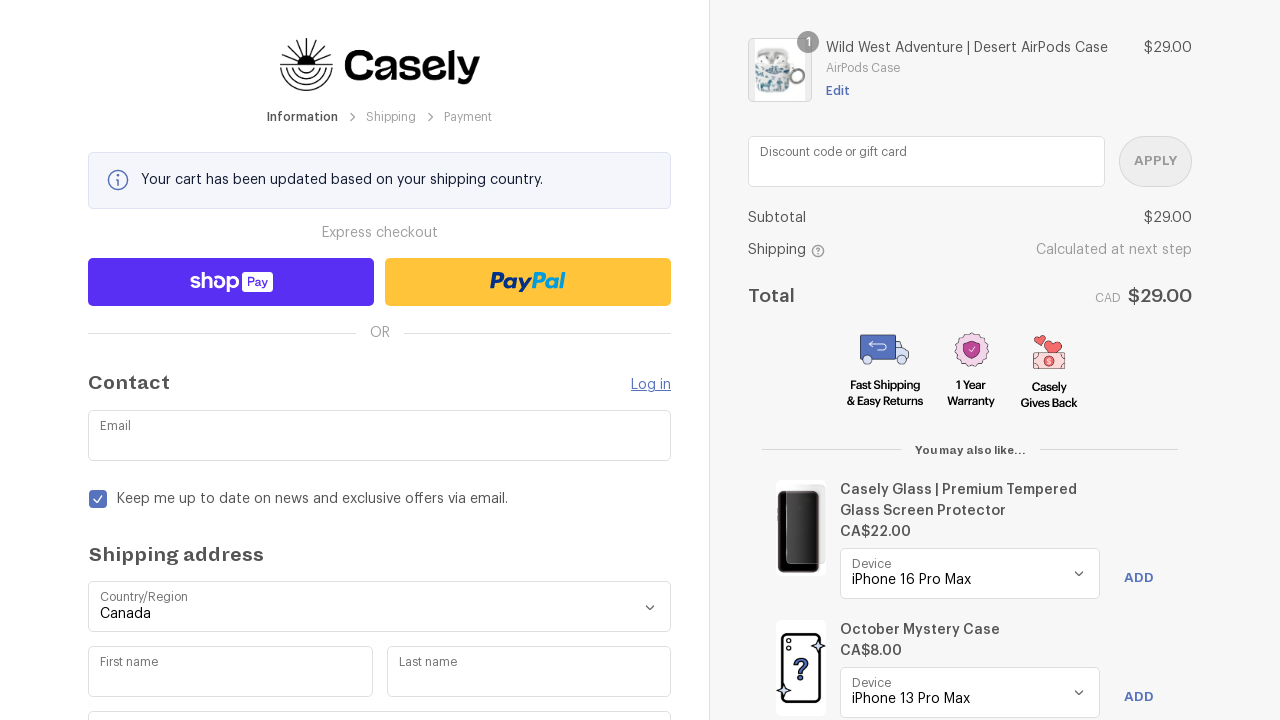 Casely
Information
Shipping
Payment
Your cart has been updated based on your shipping country.
Express checkout
shop Pay
PayPal
OR
Contact
Log in
Email
Keep me up to date on news and exclusive offers via email.
Shipping address
Country/Region
Canada
First name
Last name
1
Wild West Adventure | Desert AirPods Case
$29.00
AirPods Case
Edit
Discount code or gift card
APPLY
Subtotal
$29.00
Shipping
Calculated at next step
Total
CAD $29.00
Fast Shipping
& Easy Returns
1 Year
Warranty
Casely
Gives Back
You may also like...
Casely Glass | Premium Tempered
Glass Screen Protector
CA$22.00
Device
iPhone 16 Pro Max
ADD
October Mystery Case
CA$8.00
Device
iPhone 13 Pro Max
ADD